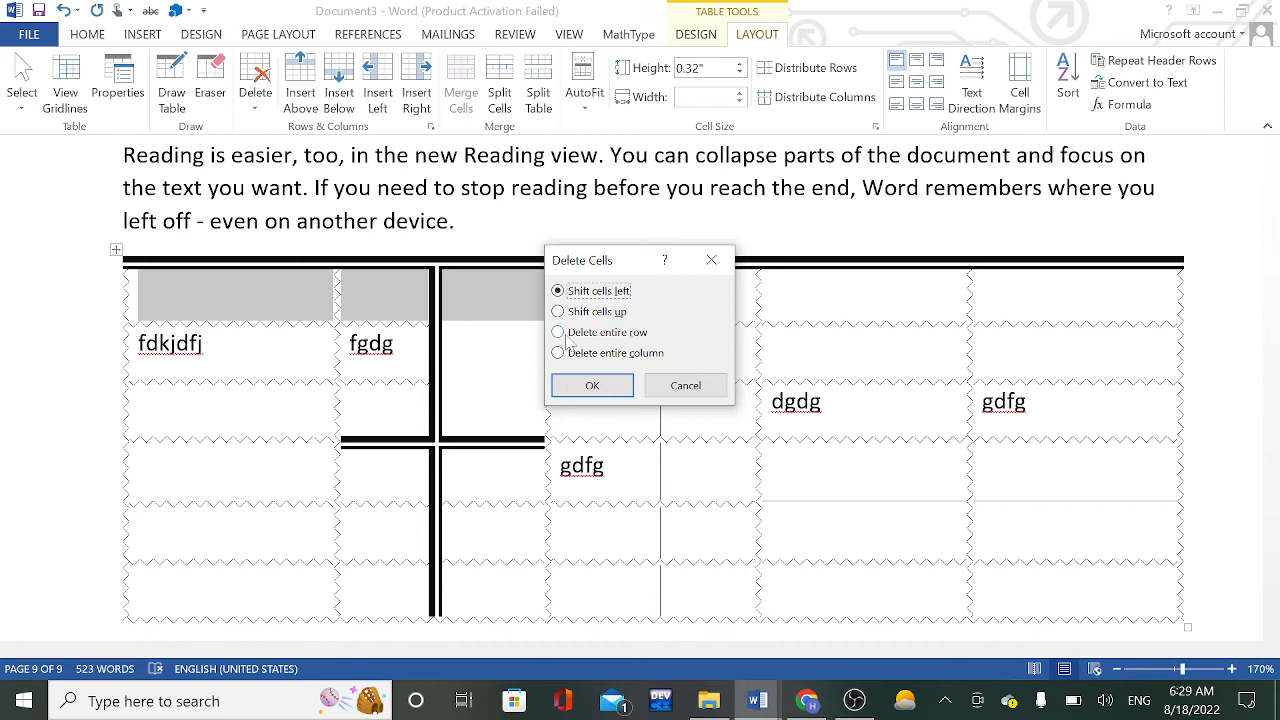 Document3 - Word (Product Activation Failed)
TABLE TOOLS
FILE
HOME
INSERT
DESIGN
PAGE LAYOUT
REFERENCES
MAILINGS
REVIEW
VIEW
MathType
DESIGN
LAYOUT
Microsoft account
Select
View Gridlines
Properties
Table
Draw Table
Eraser
Draw
Delete
Insert Above
Insert Below
Insert Left
Insert Right
Rows & Columns
Merge Cells
Split Cells
Split Table
Merge
AutoFit
Height: 0.32"
Width:
Distribute Rows
Distribute Columns
Cell Size
Text Direction
Cell Margins
Alignment
Sort
Repeat Header Rows
Convert to Text
Formula
Data
Reading is easier, too, in the new Reading view. You can collapse parts of the document and focus on
the text you want. If you need to stop reading before you reach the end, Word remembers where you
left off - even on another device.
Delete Cells
?
Shift cells left
Shift cells up
Delete entire row
Delete entire column
OK
Cancel
fdkjdfj
fgdg
dgdg
gdfg
gdfg
PAGE 9 OF 9
523 WORDS
ENGLISH (UNITED STATES)
170%
Type here to search
DEV
1
ENG
6:29 AM
8/18/2022